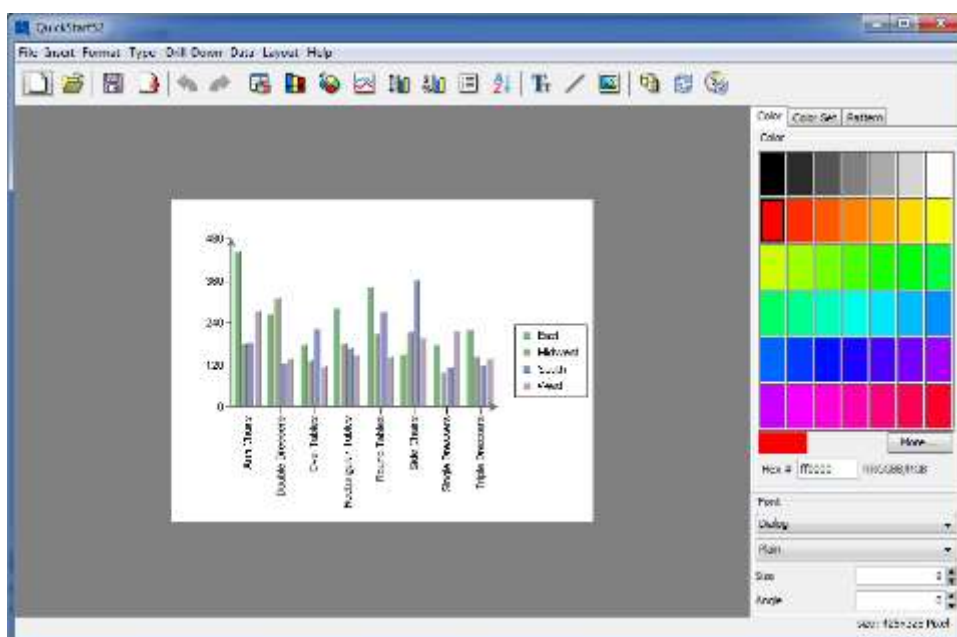 QuickStart52
File Insert Format Type Drill-Down Data Layout Help
Color Color Set Pattern
Color
480
360
240
120
0
East
Midwest
South
West
Arm Chairs
Double Dressers
Oval Tables
Rectangular Tables
Round Tables
Side Chairs
Single Dressers
Triple Dressers
More ...
Hex # ff0000
Font
Dialog
Plain
Size
Angle